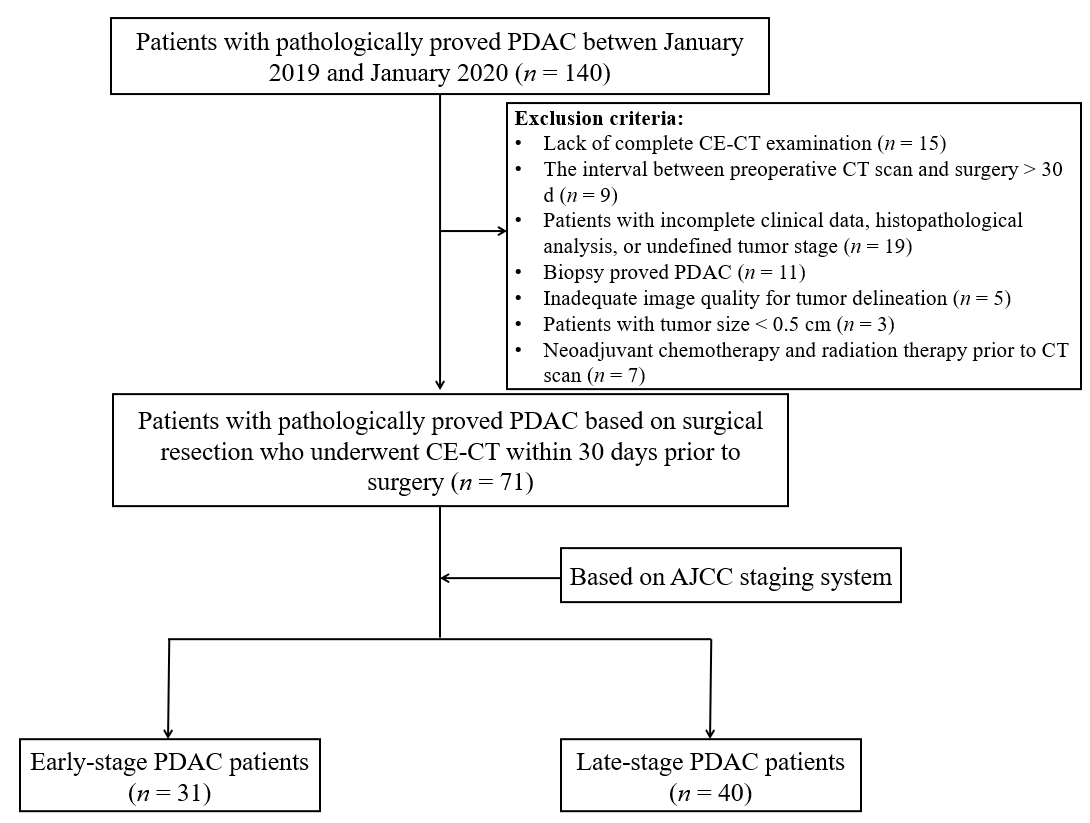 Patients with pathologically proved PDAC betwen January
2019 and January 2020 (n = 140)
Exclusion criteria:
• Lack of complete CE-CT examination (n = 15)
• The interval between preoperative CT scan and surgery > 30
d (n = 9)
• Patients with incomplete clinical data, histopathological
analysis, or undefined tumor stage (n = 19)
• Biopsy proved PDAC (n = 11)
• Inadequate image quality for tumor delineation (n = 5)
• Patients with tumor size < 0.5 cm (n = 3)
• Neoadjuvant chemotherapy and radiation therapy prior to CT
scan (n = 7)
Patients with pathologically proved PDAC based on surgical
resection who underwent CE-CT within 30 days prior to
surgery (n = 71)
Based on AJCC staging system
Early-stage PDAC patients
(n = 31)
Late-stage PDAC patients
(n = 40)